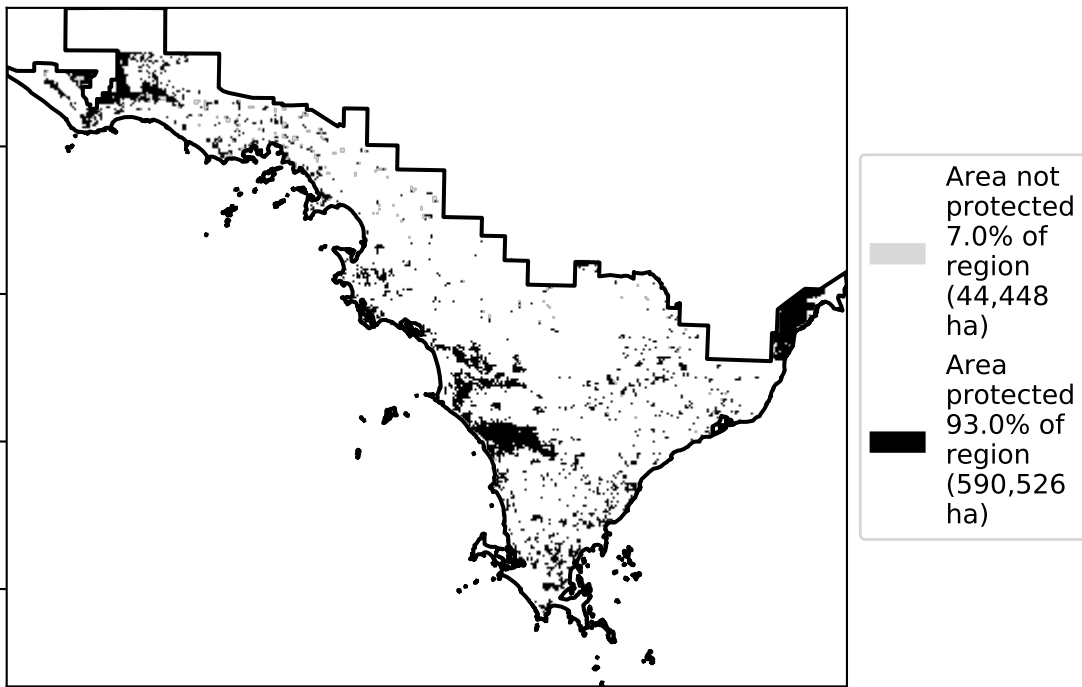 Area not
protected
7.0% of
region
(44,448
ha)
Area
protected
93.0% of
region
(590,526
ha)